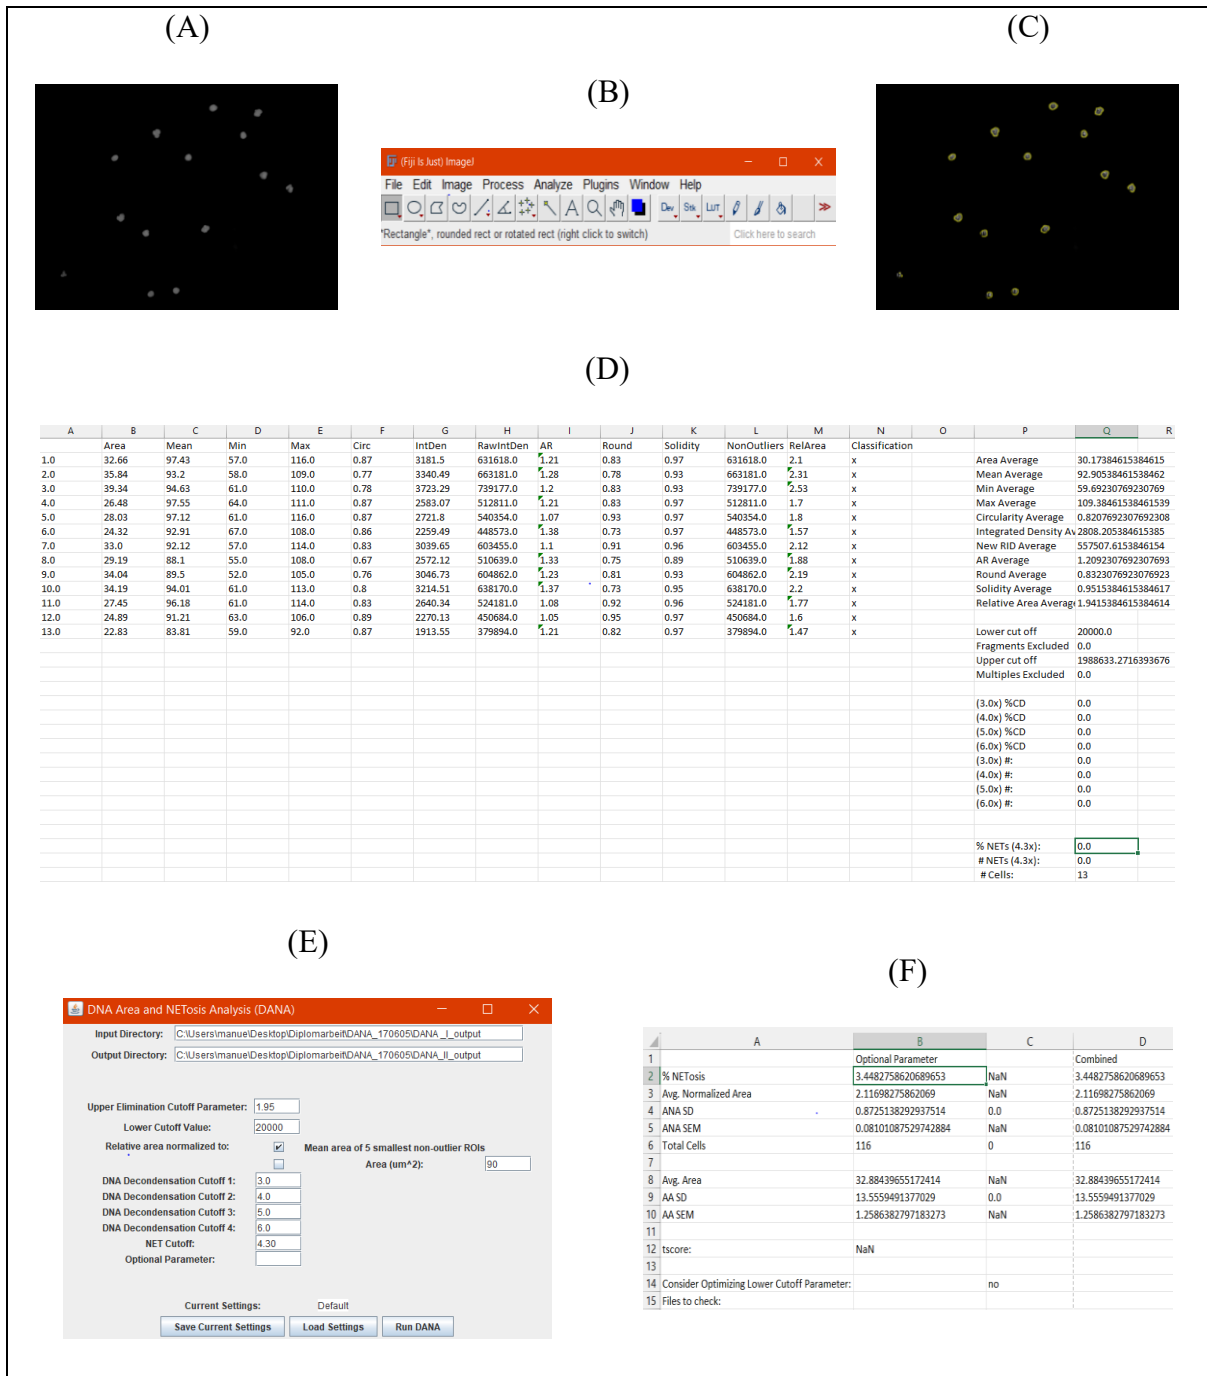 (A)
(C)
(B)
(Fiji Is Just) ImageJ
File Edit Image Process Analyze Plugins Window Help
Dev Stk LUT
*Rectangle*, rounded rect or rotated rect (right click to switch) Click here to search
(D)
A B C D E F G H I J K L M N O P Q R
Area Mean Min Max Circ IntDen RawIntDen AR Round Solidity NonOutliers RelArea Classification
1.0 32.66 97.43 57.0 116.0 0.87 3181.5 631618.0 1.21 0.83 0.97 631618.0 2.1 x Area Average 30.17384615384615
2.0 35.84 93.2 58.0 109.0 0.77 3340.49 663181.0 1.28 0.78 0.93 663181.0 2.31 x Mean Average 92.90538461538462
3.0 39.34 94.63 61.0 110.0 0.78 3723.29 739177.0 1.2 0.83 0.93 739177.0 2.53 x Min Average 59.69230769230769
4.0 26.48 97.55 64.0 111.0 0.87 2583.07 512811.0 1.21 0.83 0.97 512811.0 1.7 x Max Average 109.38461538461539
5.0 28.03 97.12 61.0 116.0 0.87 2721.8 540354.0 1.07 0.93 0.97 540354.0 1.8 x Circularity Average 0.8207692307692308
6.0 24.32 92.91 67.0 108.0 0.86 2259.49 448573.0 1.38 0.73 0.97 448573.0 1.57 x Integrated Density Av 2808.205384615385
7.0 33.0 92.12 57.0 114.0 0.83 3039.65 603455.0 1.1 0.91 0.96 603455.0 2.12 x New RID Average 557507.6153846154
8.0 29.19 88.1 55.0 108.0 0.67 2572.12 510639.0 1.33 0.75 0.89 510639.0 1.88 x AR Average 1.2092307692307693
9.0 34.04 89.5 52.0 105.0 0.76 3046.73 604862.0 1.23 0.81 0.93 604862.0 2.19 x Round Average 0.8323076923076923
10.0 34.19 94.01 61.0 113.0 0.8 3214.51 638170.0 1.37 0.73 0.95 638170.0 2.2 x Solidity Average 0.9515384615384617
11.0 27.45 96.18 61.0 114.0 0.83 2640.34 524181.0 1.08 0.92 0.96 524181.0 1.77 x Relative Area Average 1.9415384615384614
12.0 24.89 91.21 63.0 106.0 0.89 2270.13 450684.0 1.05 0.95 0.97 450684.0 1.6 x
13.0 22.83 83.81 59.0 92.0 0.87 1913.55 379894.0 1.21 0.82 0.97 379894.0 1.47 x Lower cut off 20000.0
Fragments Excluded 0.0
Upper cut off 1988633.2716393676
Multiples Excluded 0.0
(3.0x) %CD 0.0
(4.0x) %CD 0.0
(5.0x) %CD 0.0
(6.0x) %CD 0.0
(3.0x) #: 0.0
(4.0x) #: 0.0
(5.0x) #: 0.0
(6.0x) #: 0.0
% NETs (4.3x): 0.0
# NETs (4.3x): 0.0
# Cells: 13
(E)
DNA Area and NETosis Analysis (DANA)
Input Directory: C:\Users\manue\Desktop\Diplomarbeit\DANA_170605\DANA _I_output
Output Directory: C:\Users\manue\Desktop\Diplomarbeit\DANA_170605\DANA_II_output
Upper Elimination Cutoff Parameter: 1.95
Lower Cutoff Value: 20000
Relative area normalized to: Mean area of 5 smallest non-outlier ROIs
Area (um^2): 90
DNA Decondensation Cutoff 1: 3.0
DNA Decondensation Cutoff 2: 4.0
DNA Decondensation Cutoff 3: 5.0
DNA Decondensation Cutoff 4: 6.0
NET Cutoff: 4.30
Optional Parameter:
Current Settings: Default
Save Current Settings Load Settings Run DANA
(F)
A B C D
1 Optional Parameter Combined
2 % NETosis 3.4482758620689653 NaN 3.4482758620689653
3 Avg. Normalized Area 2.11698275862069 NaN 2.11698275862069
4 ANA SD 0.8725138292937514 0.0 0.8725138292937514
5 ANA SEM 0.08101087529742884 NaN 0.08101087529742884
6 Total Cells 116 0 116
7
8 Avg. Area 32.88439655172414 NaN 32.88439655172414
9 AA SD 13.5559491377029 0.0 13.5559491377029
10 AA SEM 1.2586382797183273 NaN 1.2586382797183273
11
12 tscore: NaN
13
14 Consider Optimizing Lower Cutoff Parameter: no
15 Files to check: